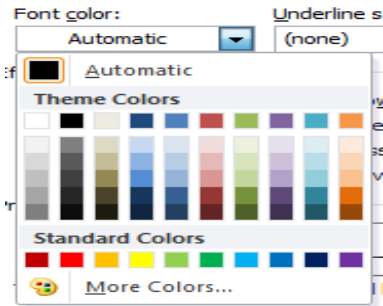 Font color: Underline s
Automatic (none)
Automatic
Theme Colors
Standard Colors
More Colors...